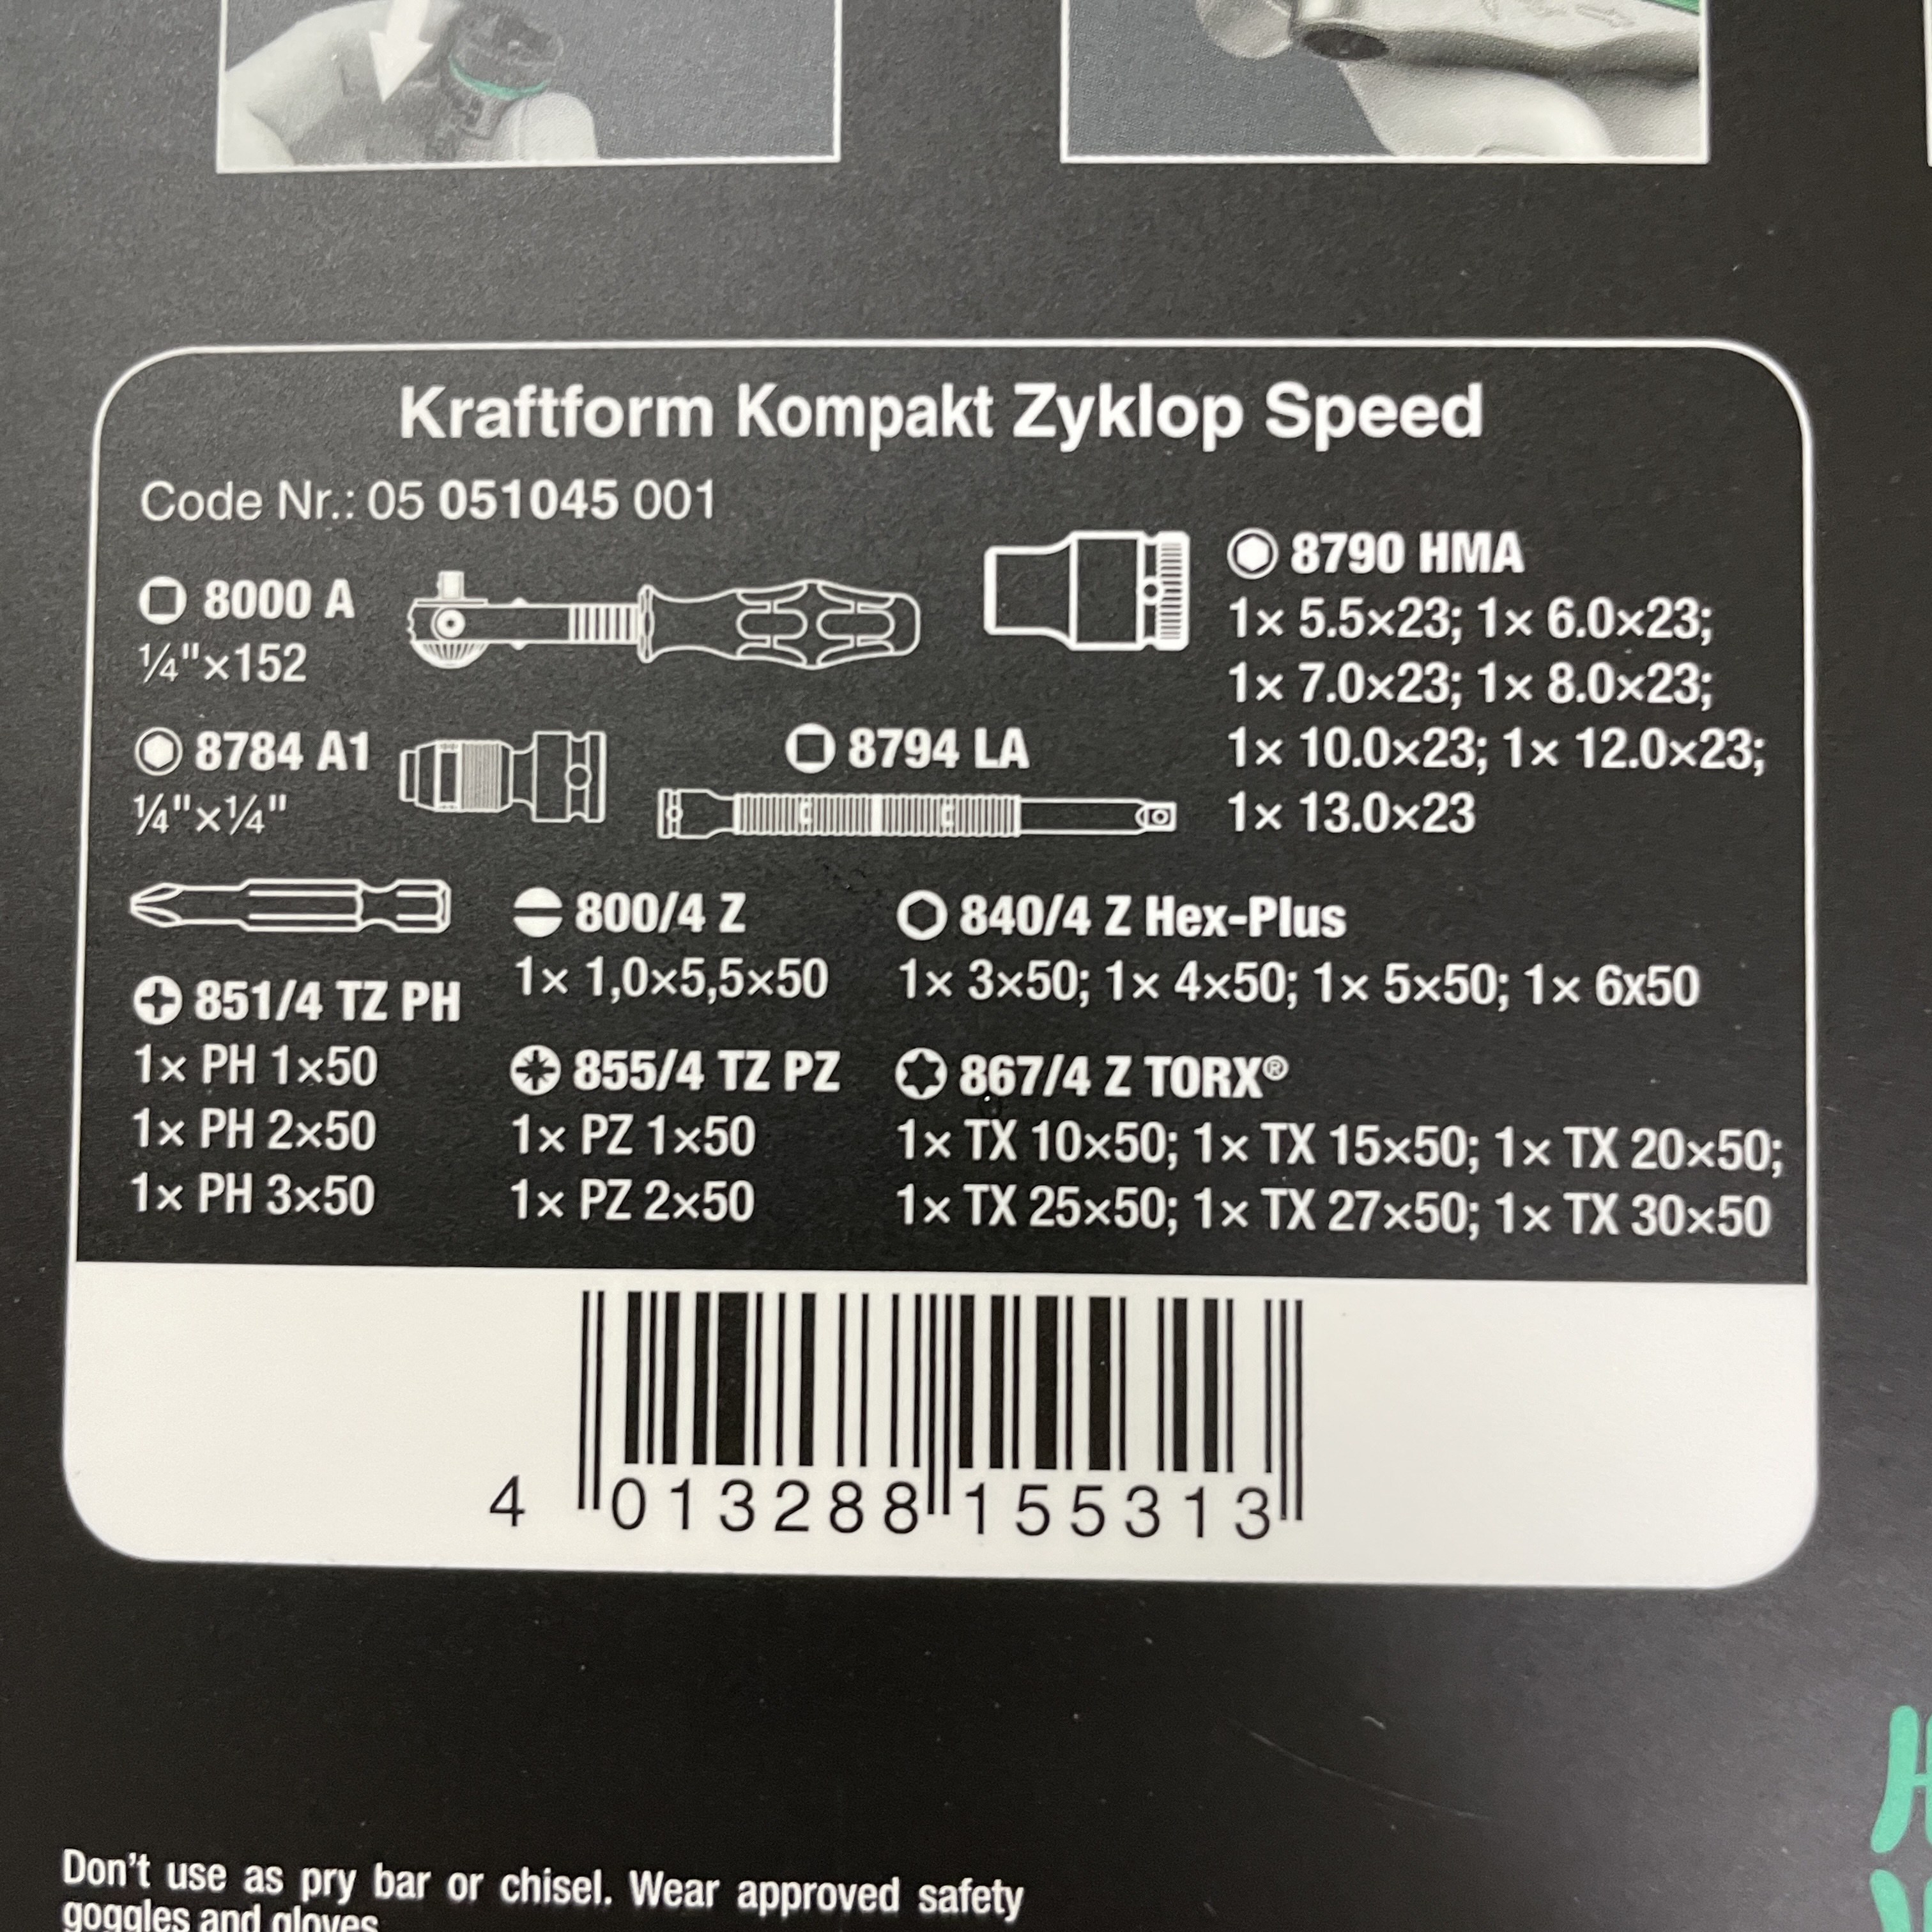 Kraftform Kompakt Zyklop Speed
Code Nr.: 05 051045 001
8000 A
¼"×152
8784 A1
¼"×¼"
8794 LA
8790 HMA
1× 5.5×23; 1× 6.0×23;
1× 7.0×23; 1× 8.0×23;
1× 10.0×23; 1× 12.0×23;
1× 13.0×23
851/4 TZ PH
1× PH 1×50
1× PH 2×50
1× PH 3×50
800/4 Z
1× 1,0×5,5×50
855/4 TZ PZ
1× PZ 1×50
1× PZ 2×50
840/4 Z Hex-Plus
1× 3×50; 1× 4×50; 1× 5×50; 1× 6x50
867/4 Z TORX®
1× TX 10×50; 1× TX 15×50; 1× TX 20×50;
1× TX 25×50; 1× TX 27×50; 1× TX 30×50
4 013288 155313
Don't use as pry bar or chisel. Wear approved safety
goggles and gloves